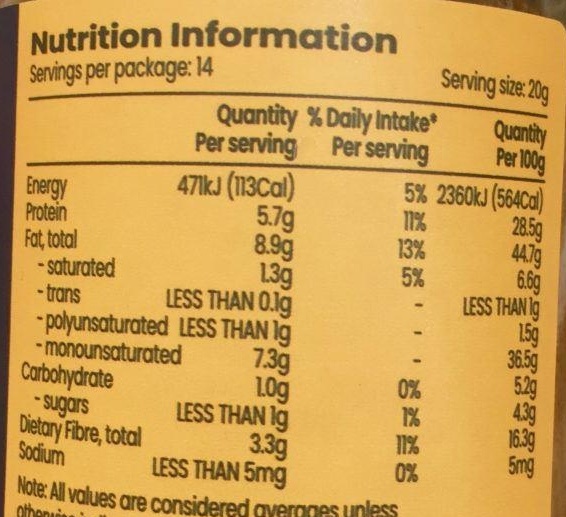 Nutrition Information
Servings per package: 14 Serving size: 20g
Quantity % Daily Intake* Quantity
Per serving Per serving Per 100g
Energy 471kJ (113Cal) 5% 2360kJ (564Cal)
Protein 5.7g 11% 28.5g
Fat, total 8.9g 13% 44.7g
- saturated 1.3g 5% 6.6g
- trans LESS THAN 0.1g - LESS THAN 1g
- polyunsaturated LESS THAN 1g - 1.5g
- monounsaturated 7.3g - 36.5g
Carbohydrate 1.0g 0% 5.2g
- sugars LESS THAN 1g 1% 4.3g
Dietary Fibre, total 3.3g 11% 16.3g
Sodium LESS THAN 5mg 0% 5mg
Note: All values are considered averages unless